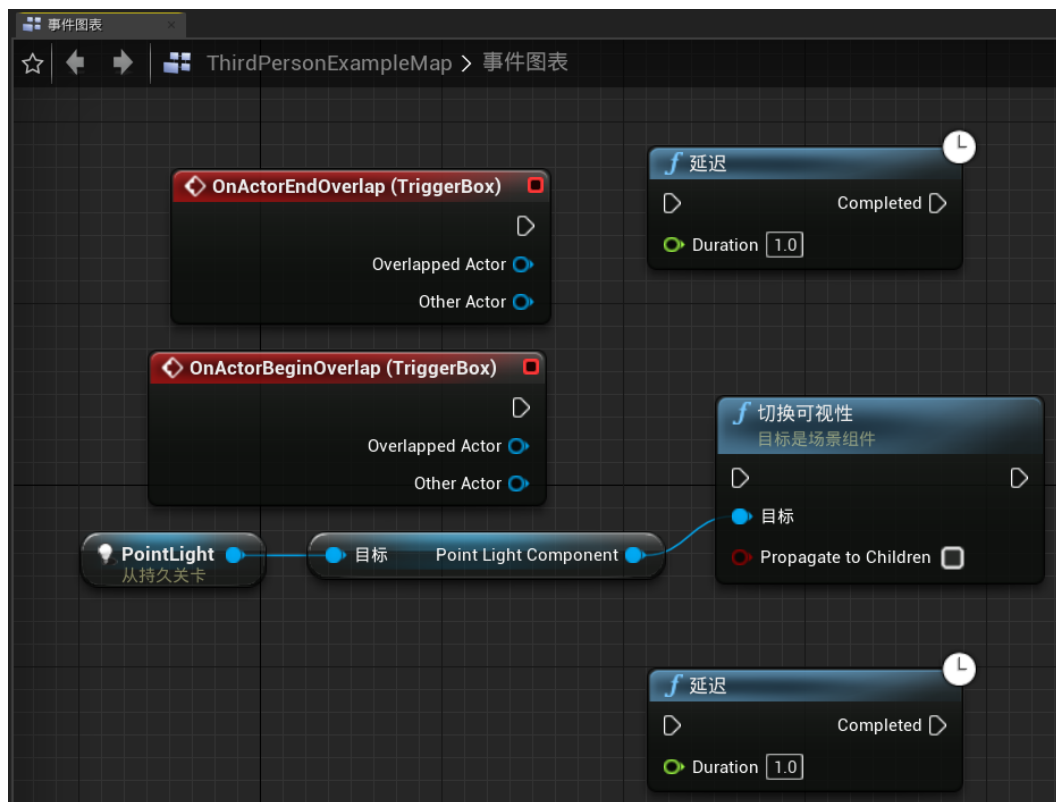 事件图表
ThirdPersonExampleMap > 事件图表
延迟
Completed
Duration 1.0
OnActorEndOverlap (TriggerBox)
Overlapped Actor
Other Actor
OnActorBeginOverlap (TriggerBox)
Overlapped Actor
Other Actor
切换可视性
目标是场景组件
目标
Propagate to Children
PointLight
从持久关卡
目标 Point Light Component
延迟
Completed
Duration 1.0